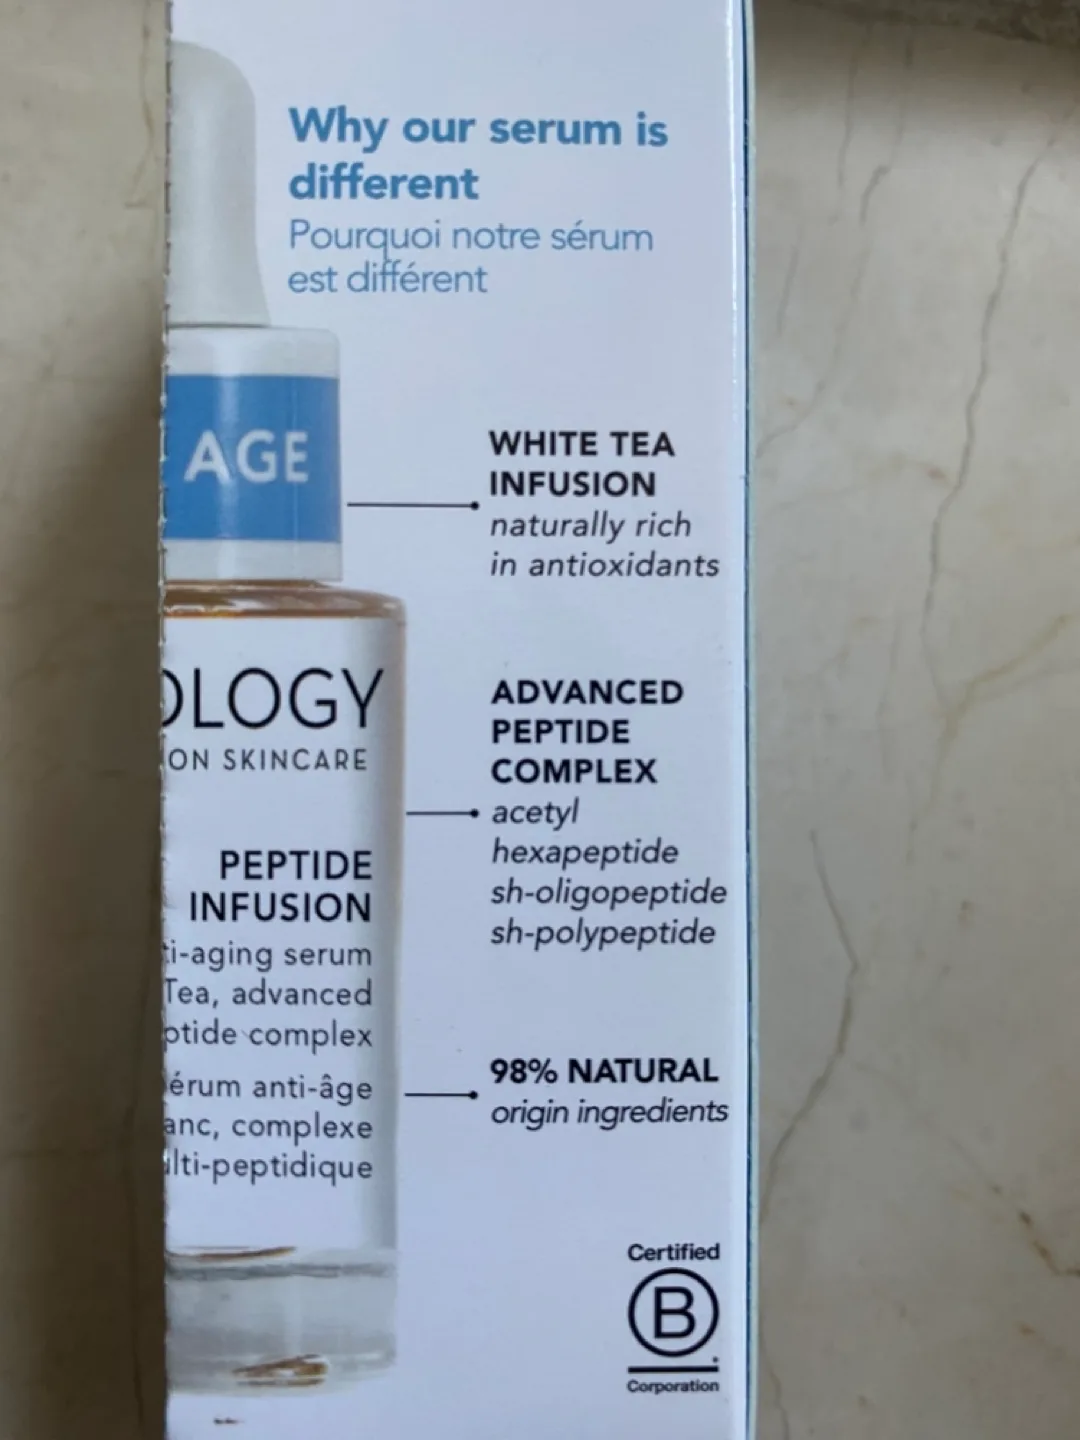 Why our serum is
different
Pourquoi notre sérum
est différent
AGE
WHITE TEA
INFUSION
naturally rich
in antioxidants
OLOGY
ON SKINCARE
ADVANCED
PEPTIDE
COMPLEX
acetyl
hexapeptide
sh-oligopeptide
sh-polypeptide
PEPTIDE
INFUSION
ti-aging serum
Tea, advanced
ptide complex
érum anti-âge
anc, complexe
lti-peptidique
98% NATURAL
origin ingredients
Certified
B
Corporation